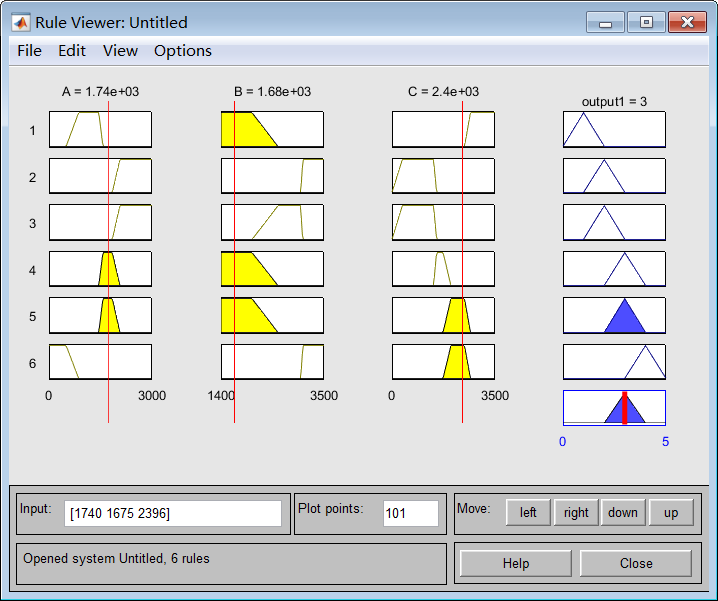 Rule Viewer: Untitled
File Edit View Options
A = 1.74e+03 B = 1.68e+03 C = 2.4e+03
output1 = 3
1
2
3
4
5
6
0 3000 1400 3500 0 3500
0 5
Input: [1740 1675 2396] Plot points: 101 Move: left right down up
Opened system Untitled, 6 rules Help Close